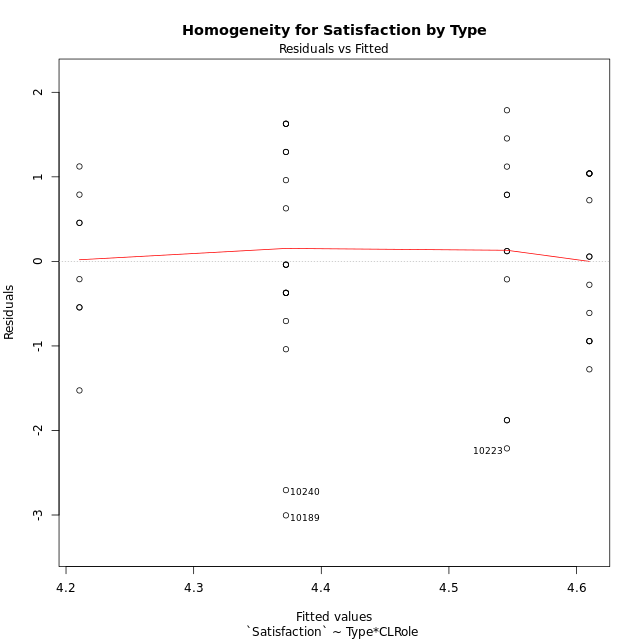 Homogeneity for Satisfaction by Type
Residuals vs Fitted
2
1
0
-1
-2
-3
Residuals
10223
10240
10189
4.2 4.3 4.4 4.5 4.6
Fitted values
`Satisfaction` ~ Type*CLRole